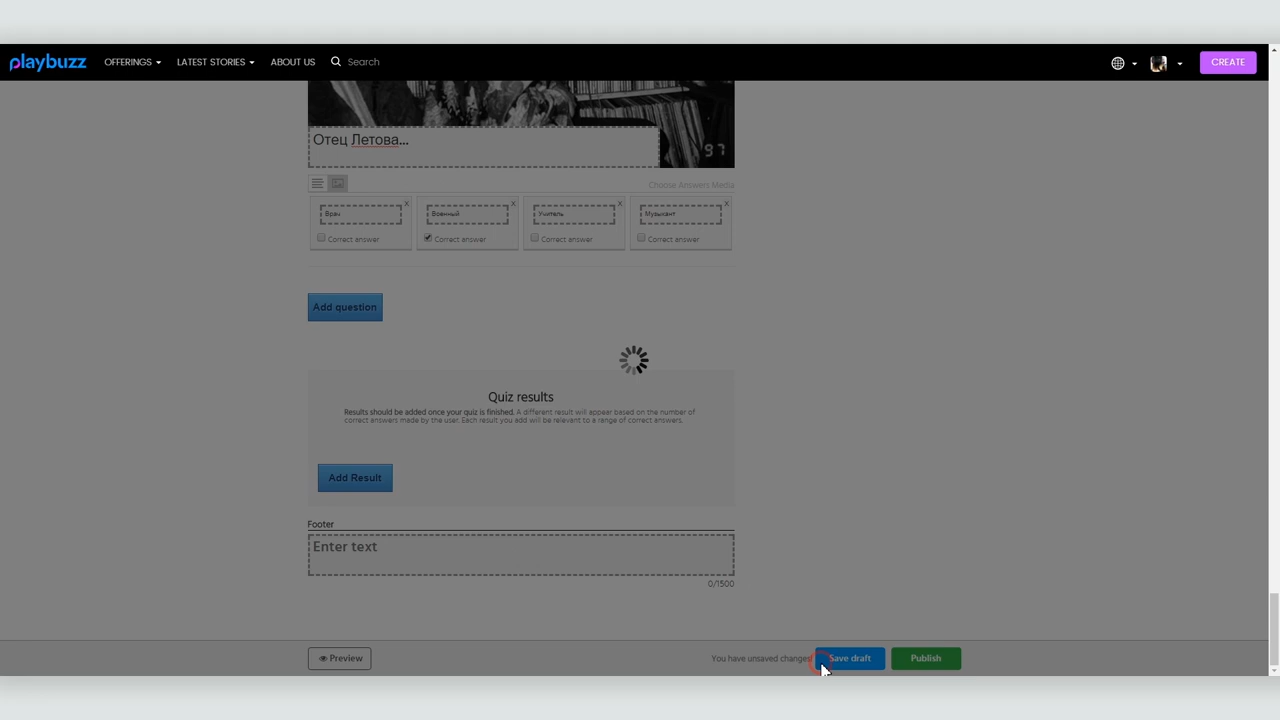 playbuzz OFFERINGS LATEST STORIES ABOUT US Search CREATE
Отец Летова...
97
Choose Answers Media
X X X X
Врач Военный Учитель Музыкант
Correct answer Correct answer Correct answer Correct answer
Add question
Quiz results
Results should be added once your quiz is finished. A different result will appear based on the number of
correct answers made by the user. Each result you add will be relevant to a range of correct answers.
Add Result
Footer
Enter text
0/1500
Preview You have unsaved changes! Save draft Publish